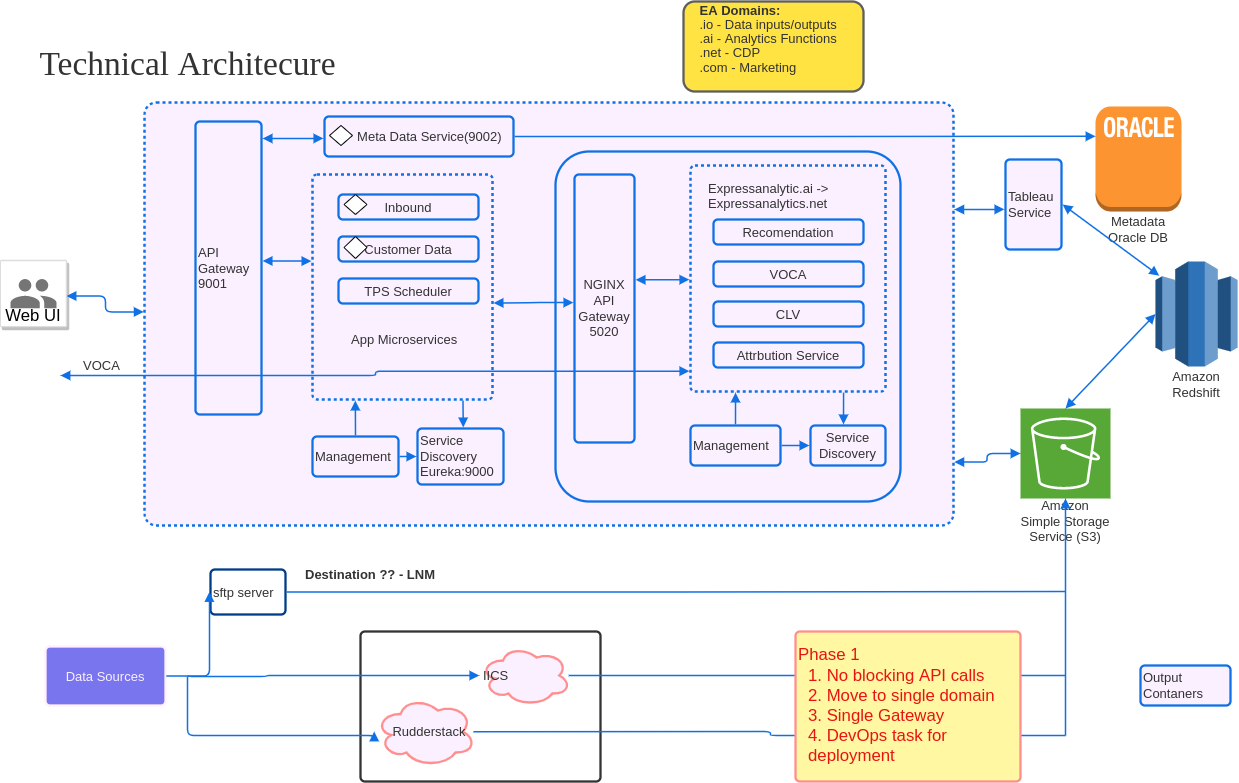 EA Domains:
.io - Data inputs/outputs
.ai - Analytics Functions
.net - CDP
.com - Marketing
Technical Architecure
Meta Data Service(9002)
ORACLE
Metadata
Oracle DB
API
Gateway
9001
Inbound
Customer Data
TPS Scheduler
App Microservices
NGINX
API
Gateway
5020
Expressanalytic.ai ->
Expressanalytics.net
Recomendation
VOCA
CLV
Attrbution Service
Tableau
Service
Web UI
VOCA
Amazon
Redshift
Management
Service
Discovery
Eureka:9000
Management
Service
Discovery
Amazon
Simple Storage
Service (S3)
Destination ?? - LNM
sftp server
Data Sources
IICS
Rudderstack
Phase 1
1. No blocking API calls
2. Move to single domain
3. Single Gateway
4. DevOps task for
deployment
Output
Contaners